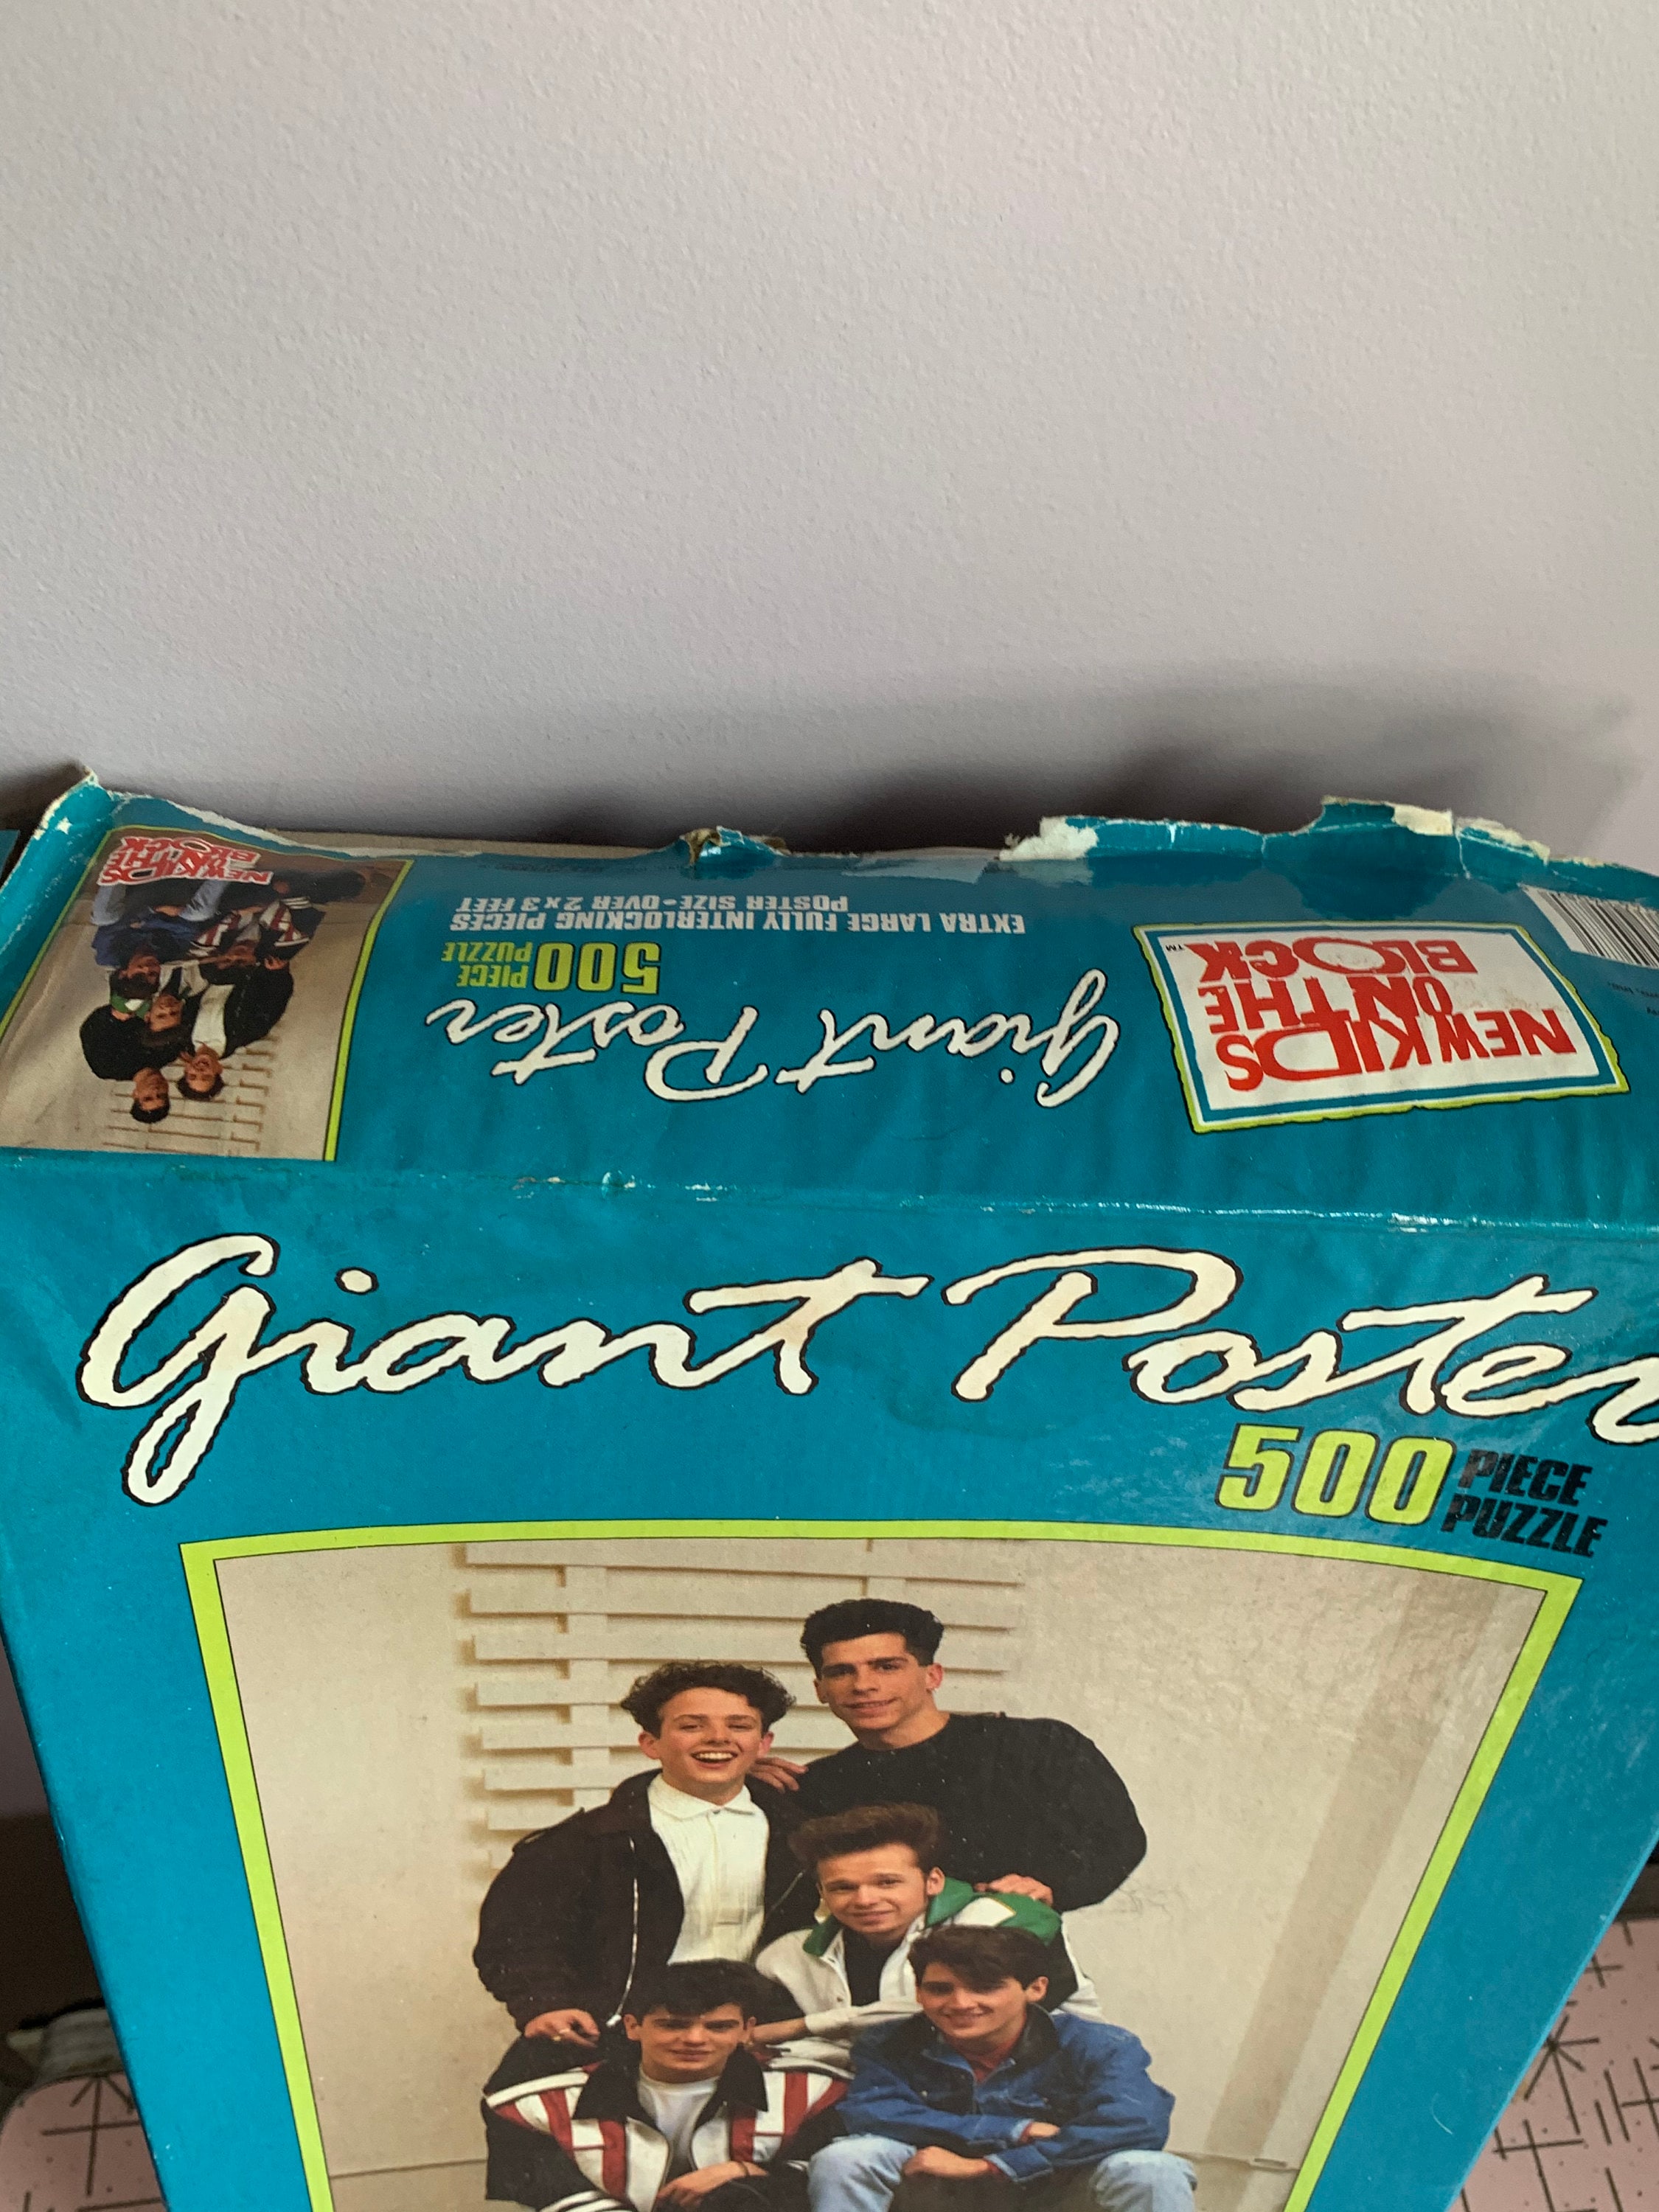 NEW KIDS
ON THE
BLOCK
NEW KIDS
ON THE
BLOCK™
Giant Poster
500 PIECE
PUZZLE
EXTRA LARGE FULLY INTERLOCKING PIECES
POSTER SIZE•OVER 2 x 3 FEET
Giant Poster
500 PIECE
PUZZLE